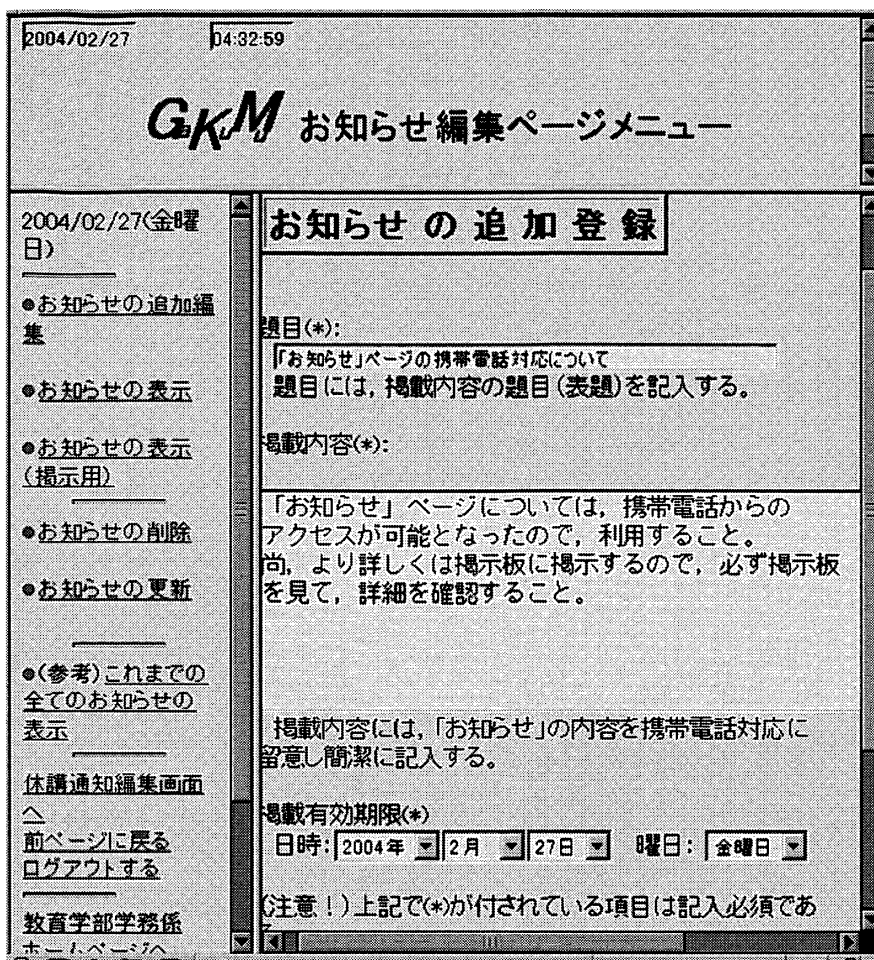 2004/02/27 04:32:59
GaKuMu お知らせ編集ページメニュー
2004/02/27(金曜
日)
●お知らせの追加編
集
●お知らせの表示
●お知らせの表示
(掲示用)
●お知らせの削除
●お知らせの更新
●(参考)これまでの
全てのお知らせの
表示
休講通知編集画面
へ
前ページに戻る
ログアウトする
教育学部学務係
ホームページへ
お知らせ の 追 加 登 録
題目(*):
「お知らせ」ページの携帯電話対応について
題目には, 掲載内容の題目(表題)を記入する。
掲載内容(*):
「お知らせ」ページについては, 携帯電話からの
アクセスが可能となったので, 利用すること。
尚, より詳しくは掲示板に掲示するので, 必ず掲示板
を見て, 詳細を確認すること。
掲載内容には,「お知らせ」の内容を携帯電話対応に
留意し簡潔に記入する。
掲載有効期限(*)
日時: 2004年 2月 27日 曜日: 金曜日
(注意!)上記で(*)が付されている項目は記入必須であ